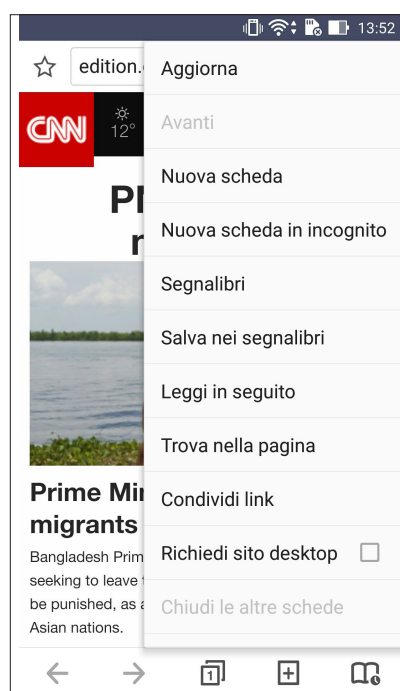 13:52
edition.
Aggiorna
CNN
12°
Avanti
Nuova scheda
Nuova scheda in incognito
Segnalibri
Salva nei segnalibri
Leggi in seguito
Trova nella pagina
Prime
migrants
Condividi link
Bangladesh Prim
Richiedi sito desktop
seeking to leave
be punished, as
Chiudi le altre schede
Asian nations.
1